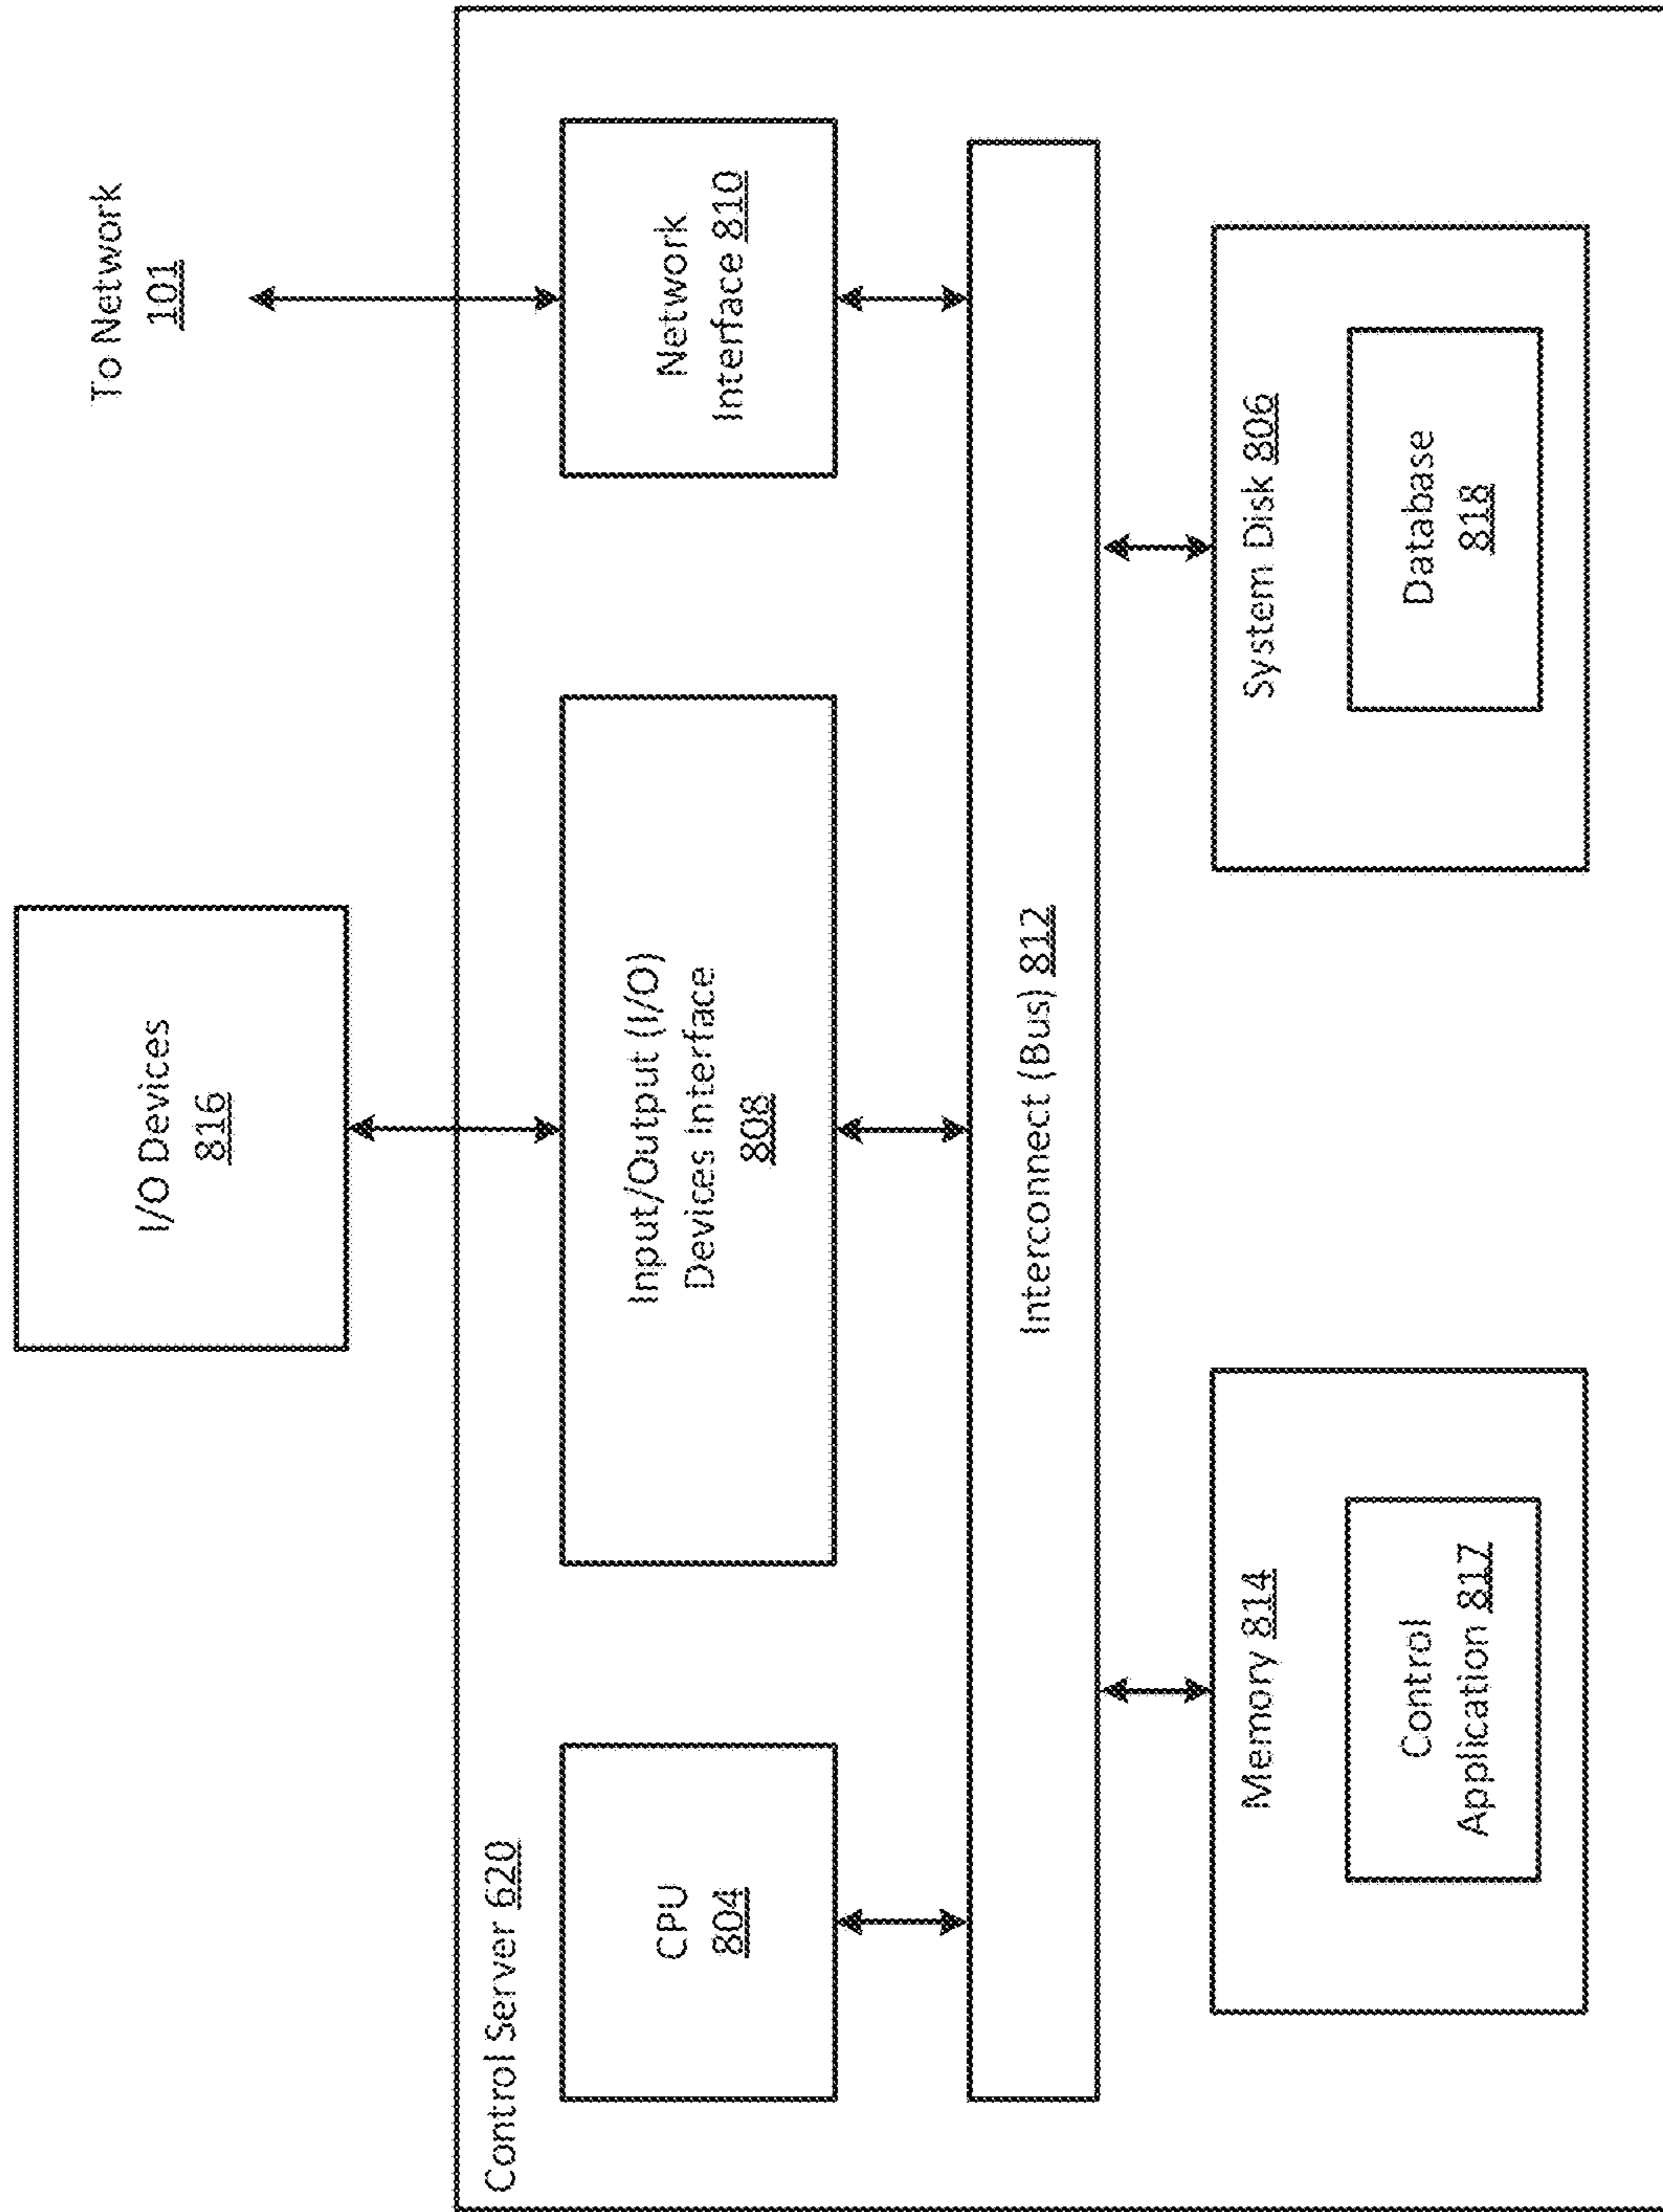 I/O Devices
816
To Network
101
Control Server 620
CPU
804
Input/Output (I/O)
Devices Interface
808
Network
Interface 810
Interconnect (Bus) 812
Memory 814
Control
Application 817
System Disk 806
Database
818